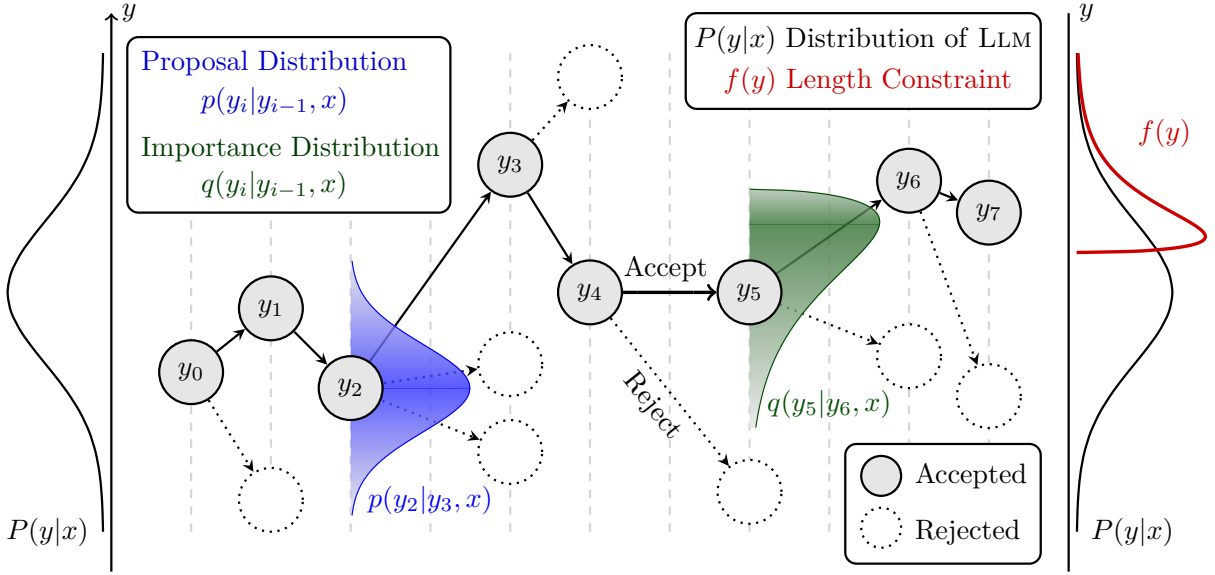 y
Proposal Distribution
p(y_i|y_{i−1}, x)
Importance Distribution
q(y_i|y_{i−1}, x)
P(y|x) Distribution of LLM
f(y) Length Constraint
y
f(y)
y_0
y_1
y_2
y_3
y_4
Accept
y_5
y_6
y_7
Reject
p(y_2|y_3, x)
q(y_5|y_6, x)
Accepted
Rejected
P(y|x)
P(y|x)